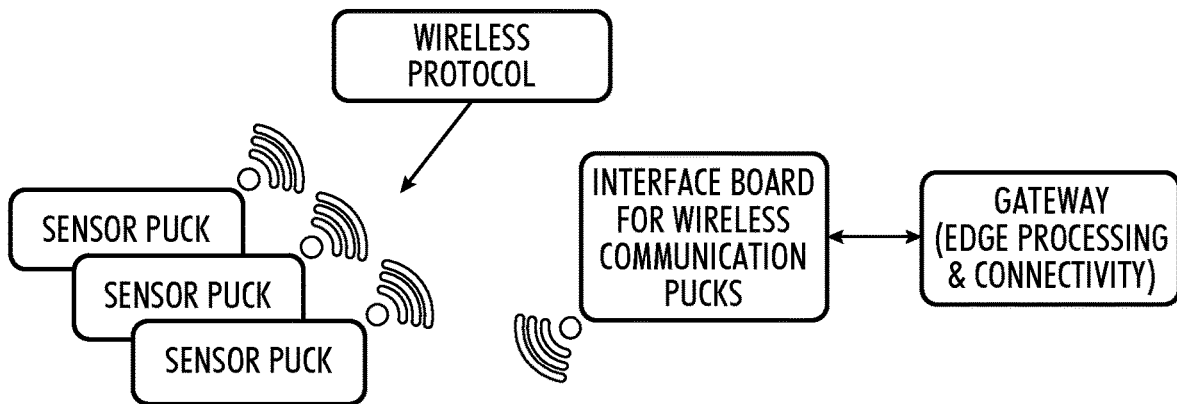 WIRELESS
PROTOCOL
SENSOR PUCK
SENSOR PUCK
SENSOR PUCK
INTERFACE BOARD
FOR WIRELESS
COMMUNICATION
PUCKS
GATEWAY
(EDGE PROCESSING
& CONNECTIVITY)